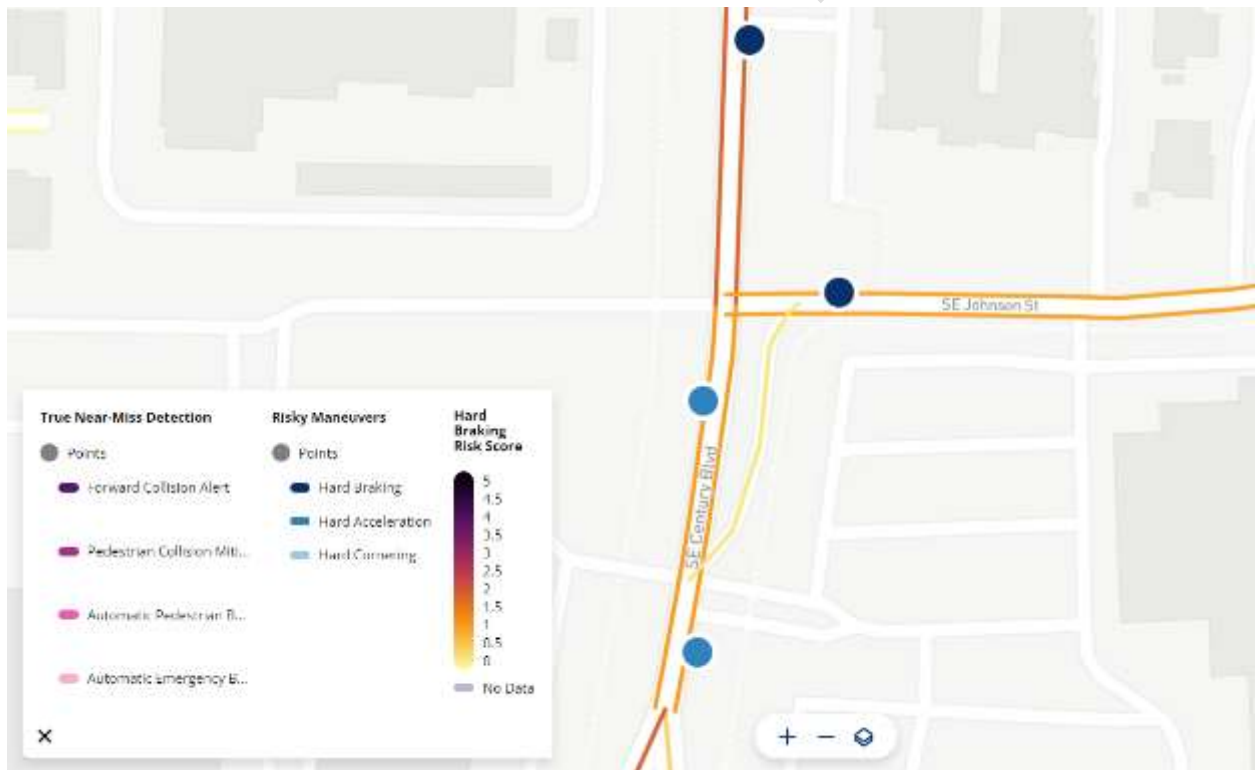 SE Johnson St
SE Century Blvd
True Near-Miss Detection
Points
Forward Collision Alert
Pedestrian Collision Miti...
Automatic Pedestrian B...
Automatic Emergency B...
Risky Maneuvers
Points
Hard Braking
Hard Acceleration
Hard Cornering
Hard
Braking
Risk Score
5
4.5
4
3.5
3
2.5
2
1.5
1
0.5
0
No Data